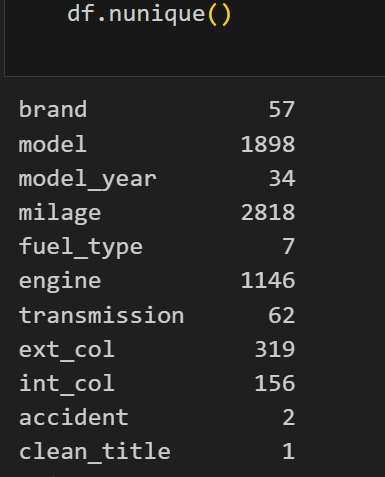 df.nunique()
brand 57
model 1898
model_year 34
milage 2818
fuel_type 7
engine 1146
transmission 62
ext_col 319
int_col 156
accident 2
clean_title 1